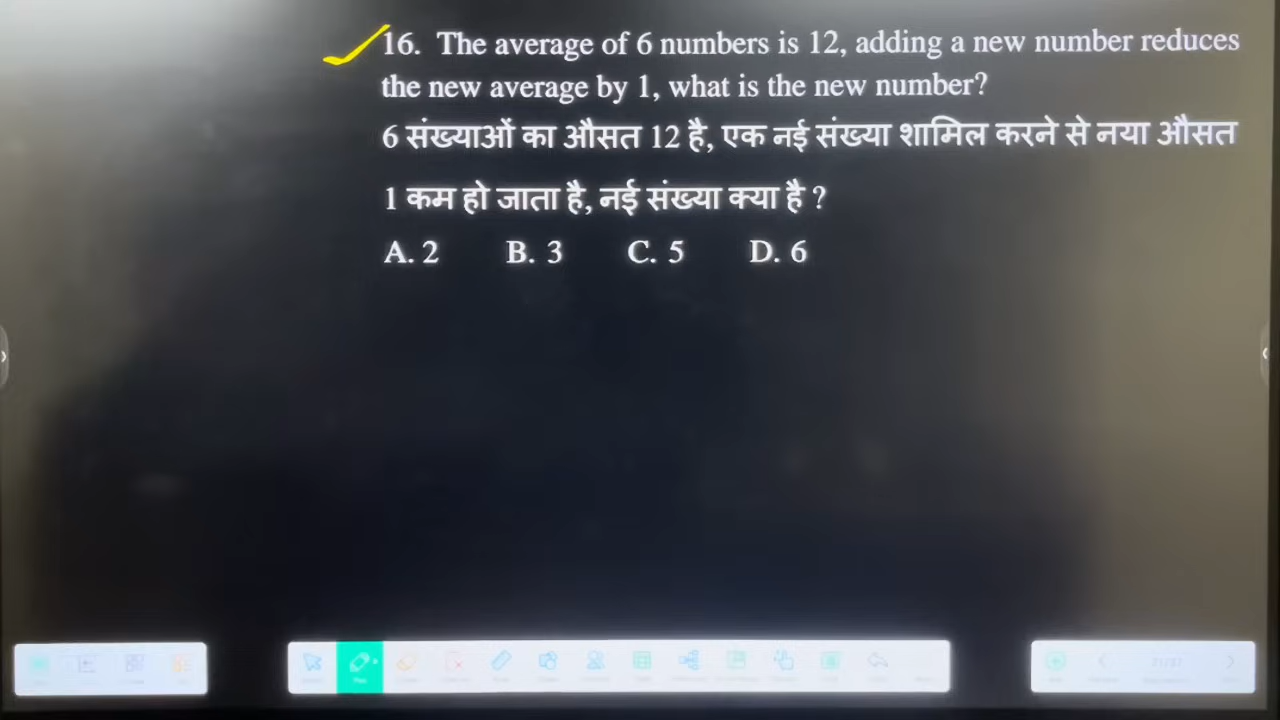 16. The average of 6 numbers is 12, adding a new number reduces
the new average by 1, what is the new number?
6 संख्याओं का औसत 12 है, एक नई संख्या शामिल करने से नया औसत
1 कम हो जाता है, नई संख्या क्या है ?
A. 2 B. 3 C. 5 D. 6